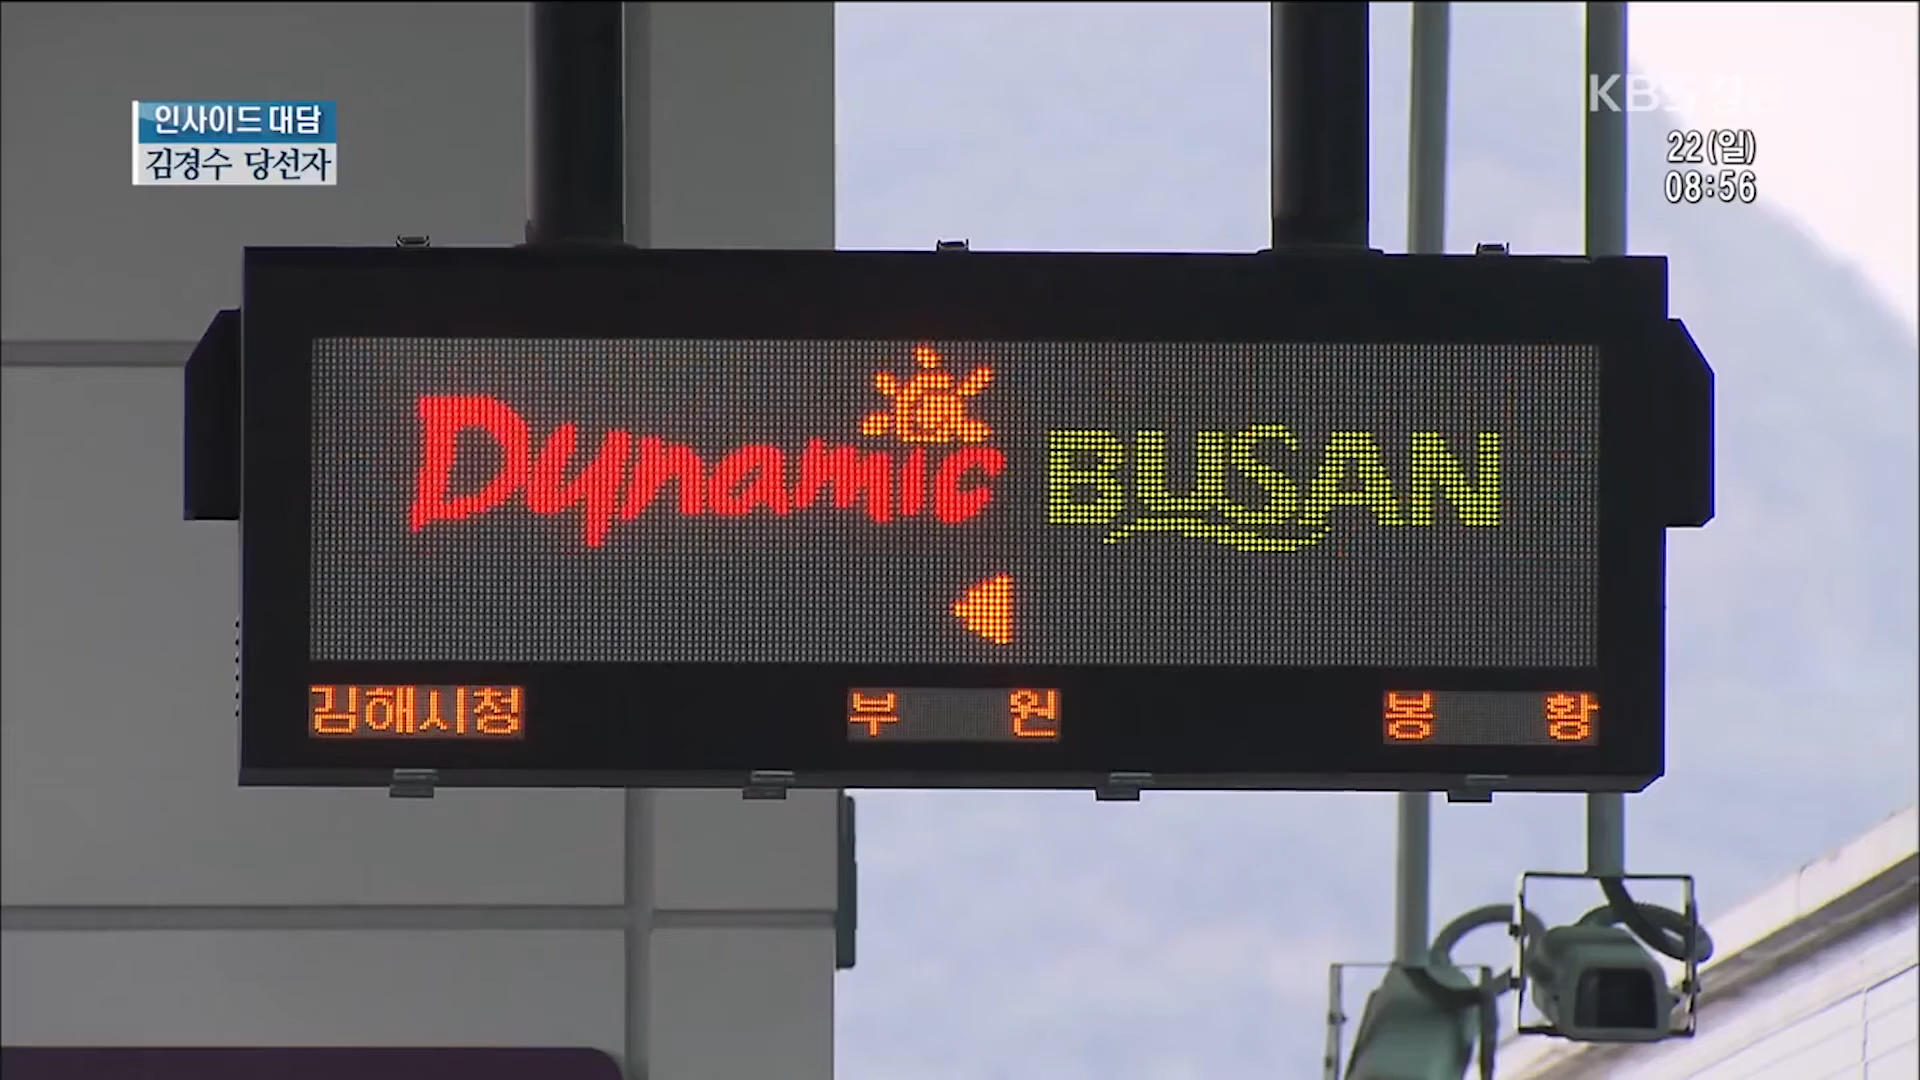 인사이드 대담
김경수 당선자
KBS
22(일)
08:56
Dynamic BUSAN
김해시청 부 원 봉 황